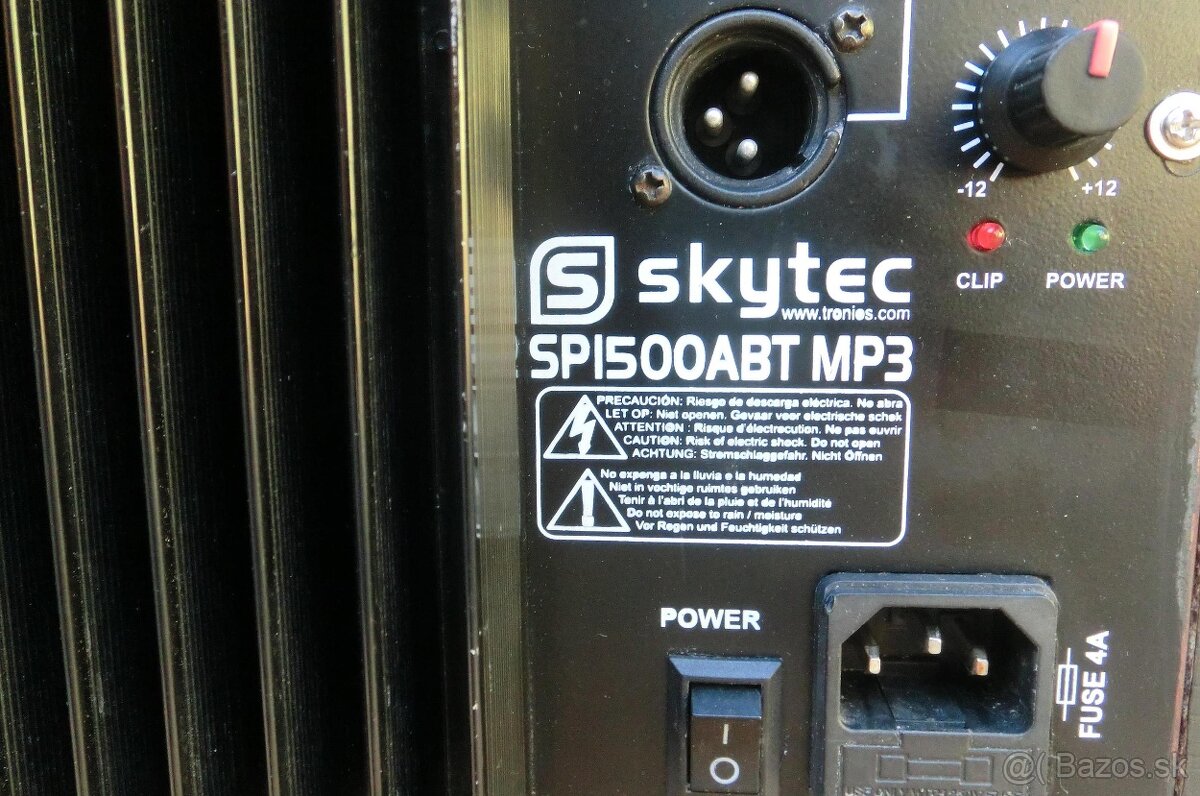 -12
+12
CLIP
POWER
S skytec
www.tronios.com
SP1500ABT MP3
PRECAUCIÓN: Riesgo de descarga eléctrica. No abra
LET OP: Niet openen. Gevaar voor elektrische schok
ATTENTION : Risque d'électrocution. Ne pas ouvrir
CAUTION: Risk of electric shock. Do not open
ACHTUNG: Stromschlaggefahr. Nicht Öffnen
No exponga a la lluvia o la humedad
Niet in vochtige ruimtes gebruiken
Tenir à l'abri de la pluie et de l'humidité
Do not expose to rain / moisture
Vor Regen und Feuchtigkeit schützen
POWER
I
O
FUSE 4A
Bazos.sk